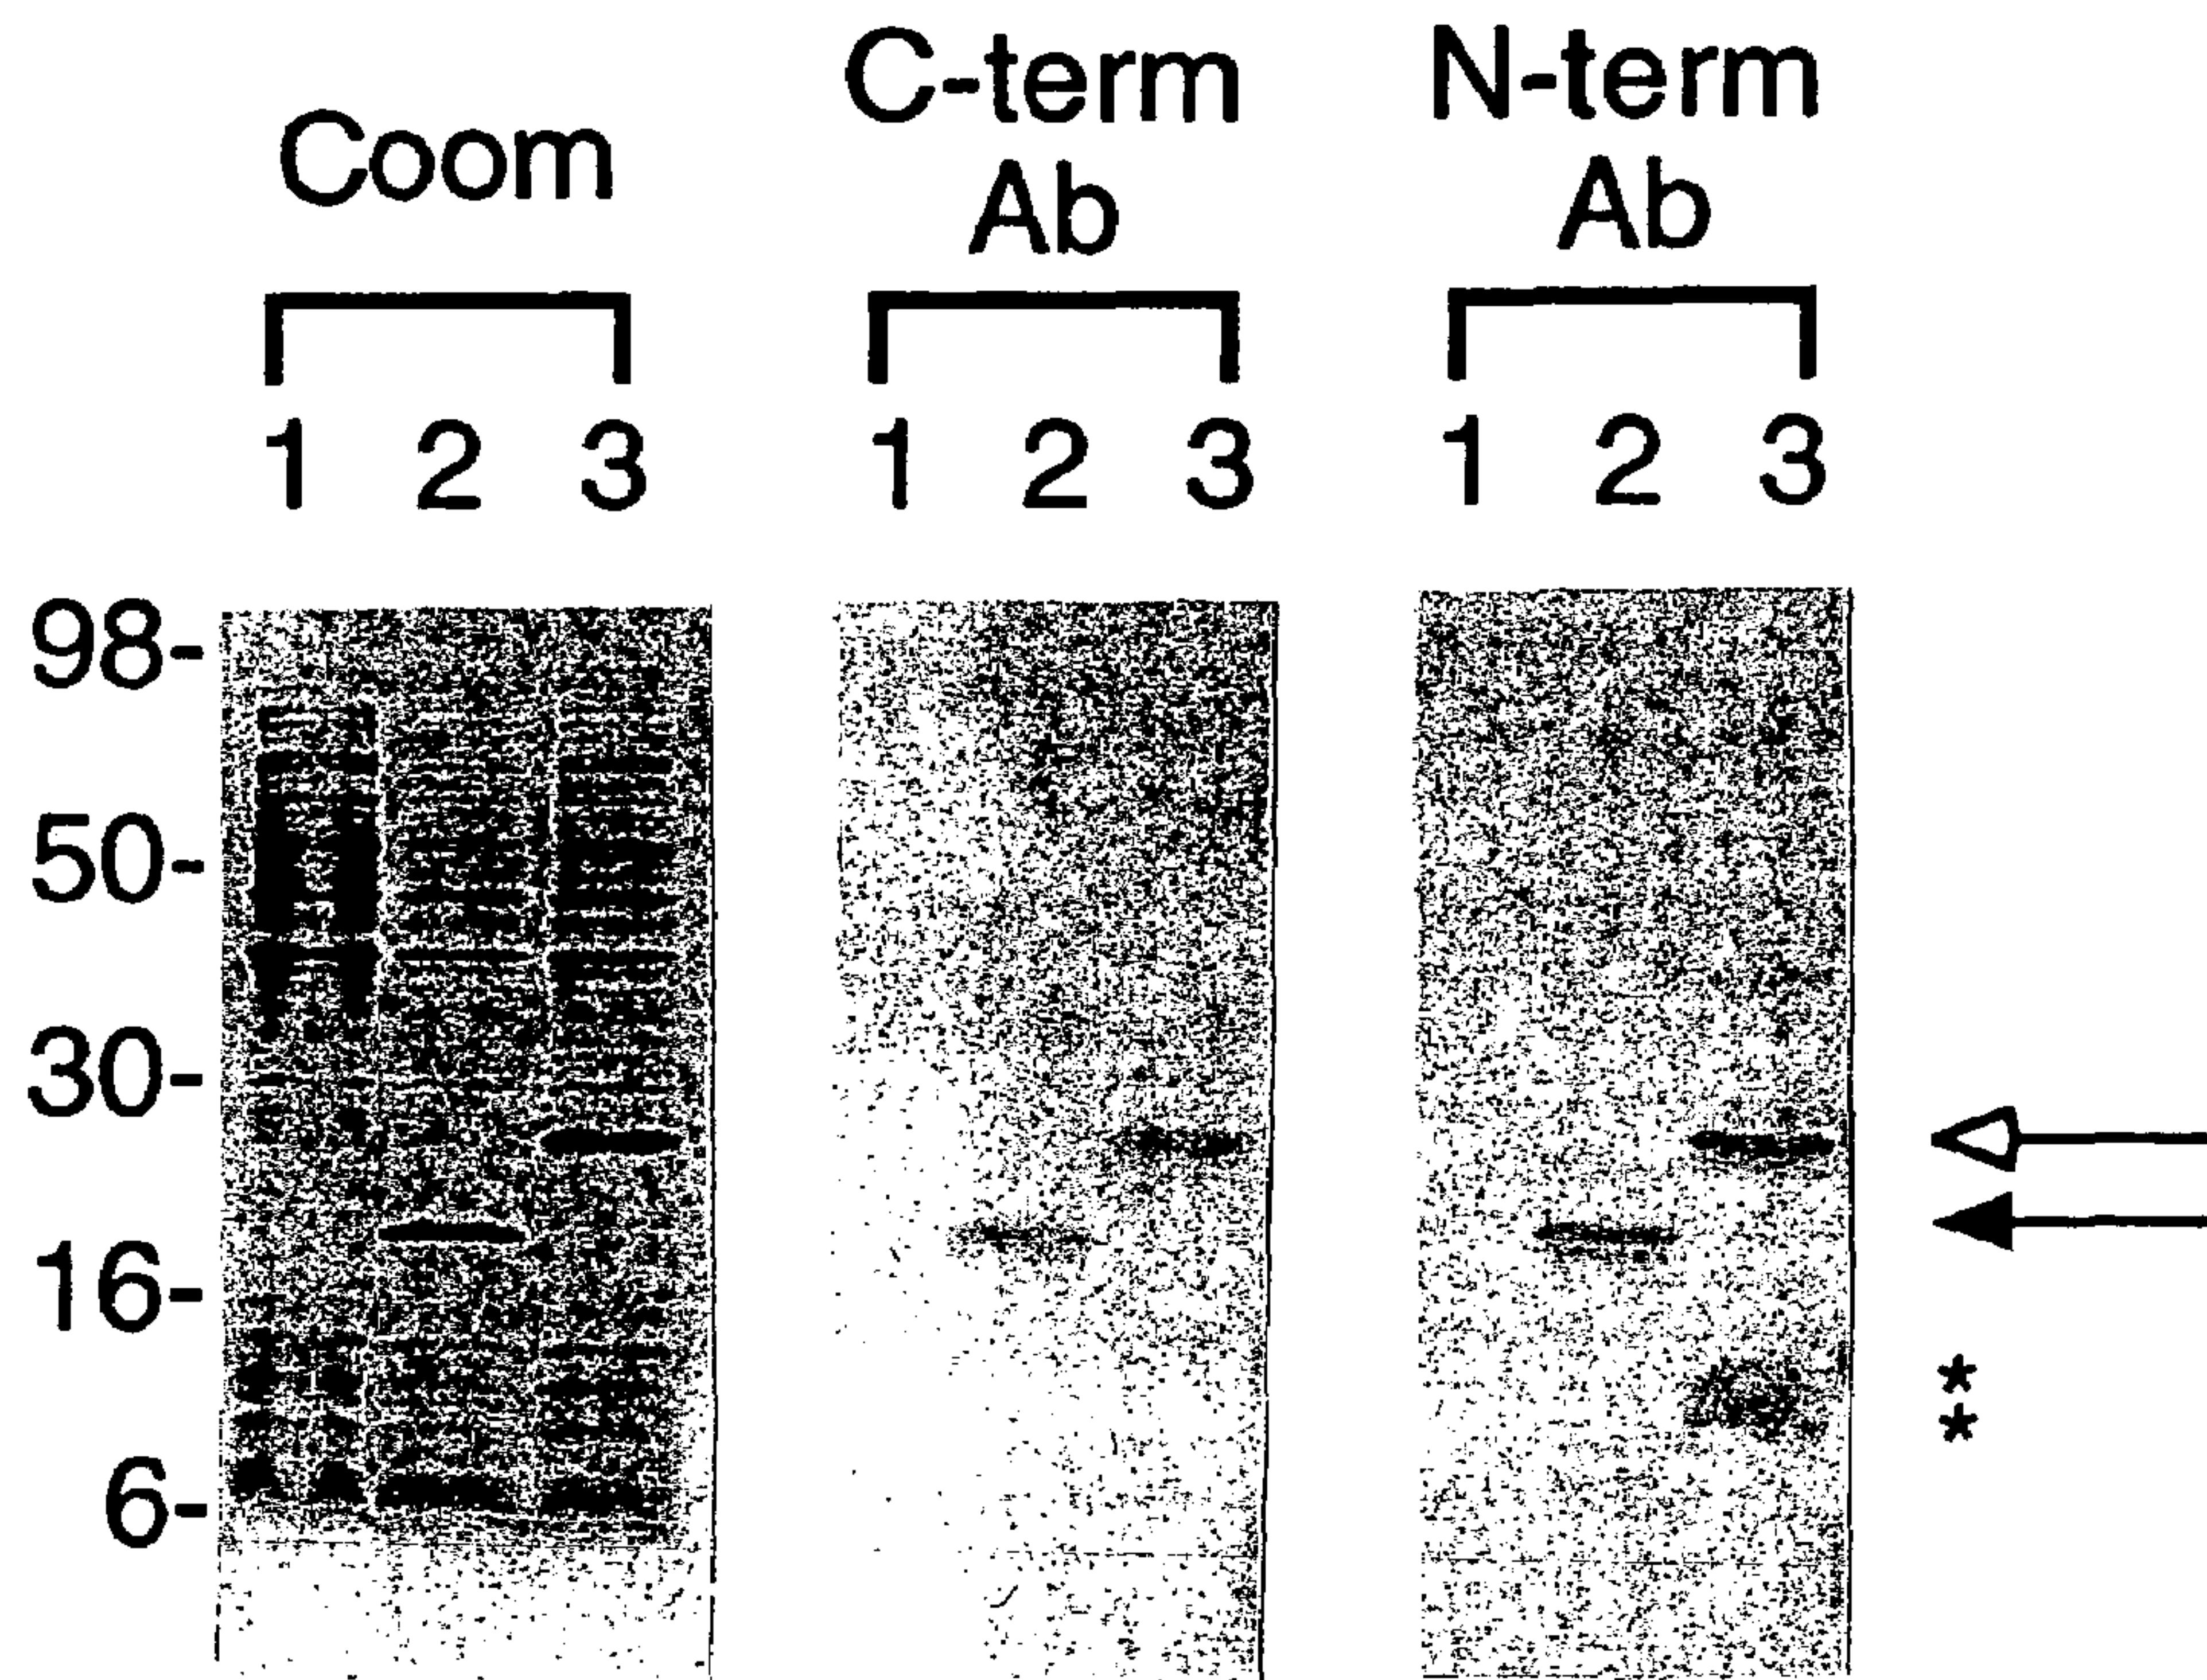 Coom
C-term
Ab
N-term
Ab
1 2 3
1 2 3
1 2 3
98-
50-
30-
16-
6-
*
*